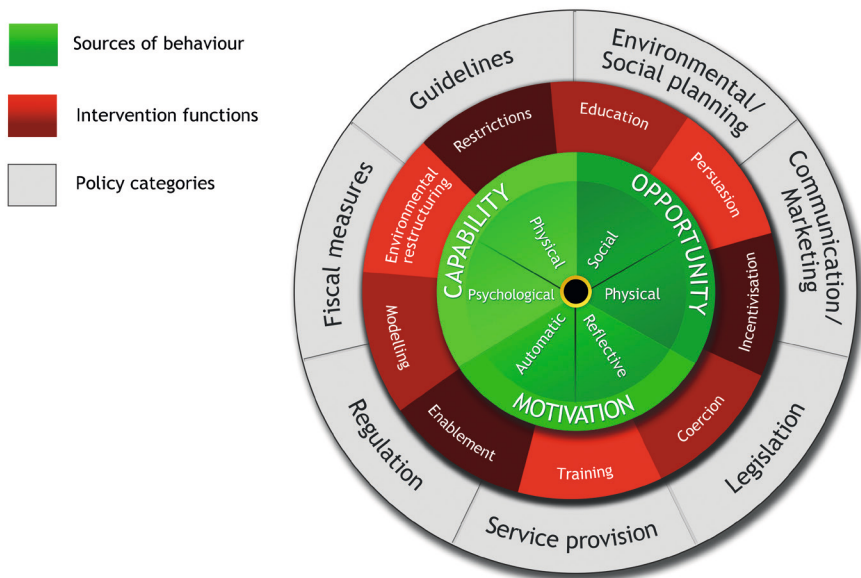 Sources of behaviour
Intervention functions
Policy categories
Guidelines
Environmental/
Social planning
Communication/
Marketing
Legislation
Service provision
Regulation
Fiscal measures
Restrictions
Education
Persuasion
Incentivisation
Coercion
Training
Enablement
Modelling
Environmental
restructuring
CAPABILITY
OPPORTUNITY
MOTIVATION
Physical
Social
Psychological
Physical
Automatic
Reflective